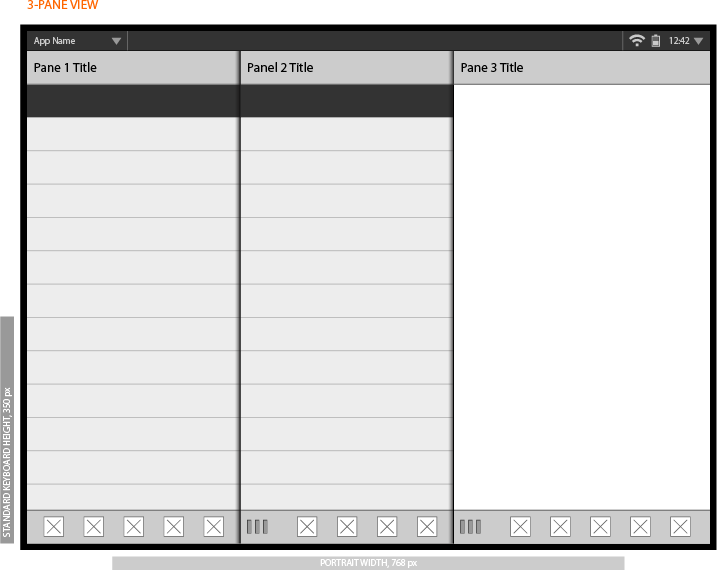 3-PANE VIEW
App Name
12:42
Pane 1 Title
Panel 2 Title
Pane 3 Title
STANDARD KEYBOARD HEIGHT, 350 px
PORTRAIT WIDTH, 768 px